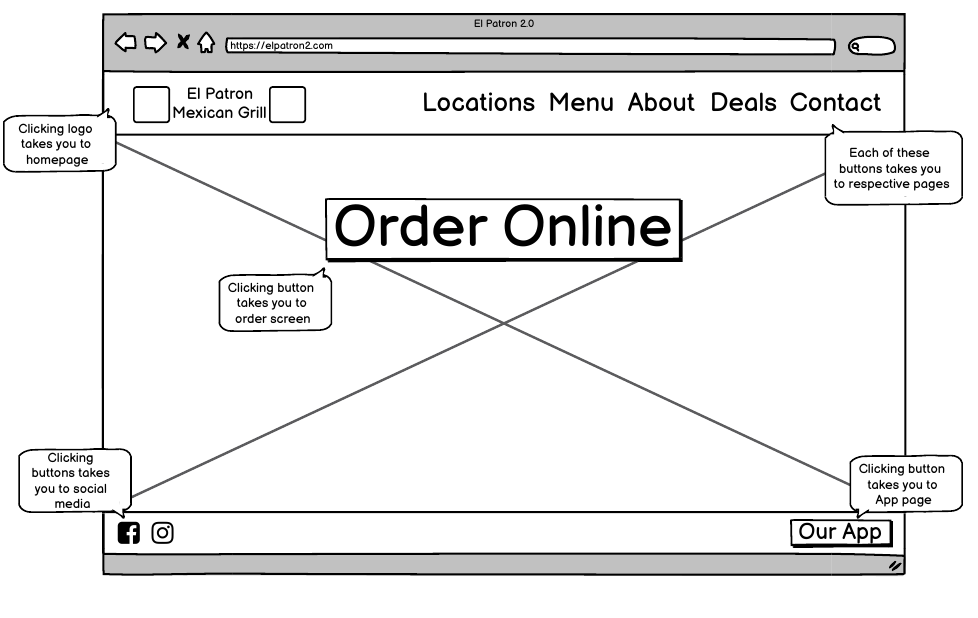 El Patron 2.0
https://elpatron2.com
El Patron
Mexican Grill
Locations Menu About Deals Contact
Clicking logo
takes you to
homepage
Each of these
buttons takes you
to respective pages
Order Online
Clicking button
takes you to
order screen
Clicking
buttons takes
you to social
media
Clicking button
takes you to
App page
Our App